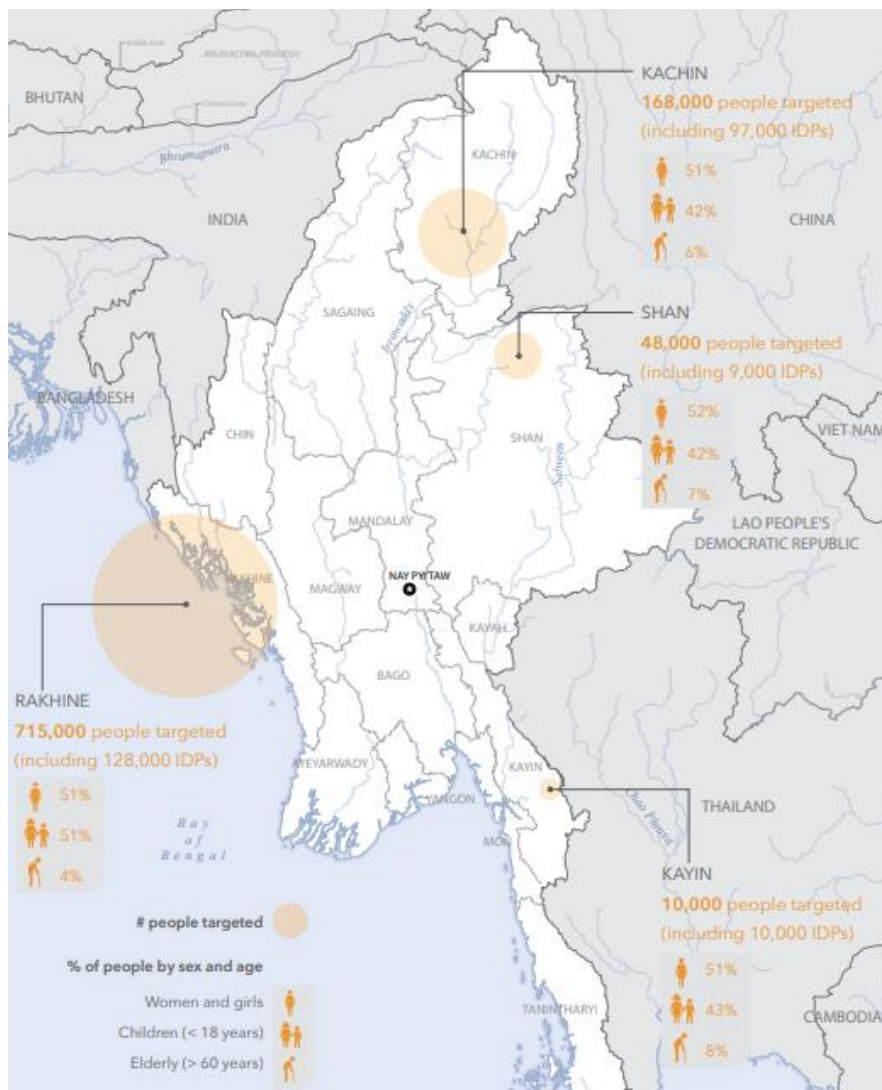 ARUNACHAL PRADESH
BHUTAN
Bhramaputra
INDIA
CHINA
KACHIN
168,000 people targeted
(including 97,000 IDPs)
51%
42%
6%
KACHIN
SAGAING
Irrawaddy
SHAN
48,000 people targeted
(including 9,000 IDPs)
52%
42%
7%
BANGLADESH
CHIN
SHAN
Salween
VIET NAM
LAO PEOPLE'S
DEMOCRATIC REPUBLIC
MANDALAY
NAY PYI TAW
MAGWAY
RAKHINE
KAYAH
BAGO
RAKHINE
715,000 people targeted
(including 128,000 IDPs)
51%
51%
4%
AYEYARWADY
YANGON
KAYIN
MON
Bay
of
Bengal
Chao Phraya
THAILAND
KAYIN
10,000 people targeted
(including 10,000 IDPs)
51%
43%
8%
TANINTHARYI
CAMBODIA
# people targeted
% of people by sex and age
Women and girls
Children (< 18 years)
Elderly (> 60 years)